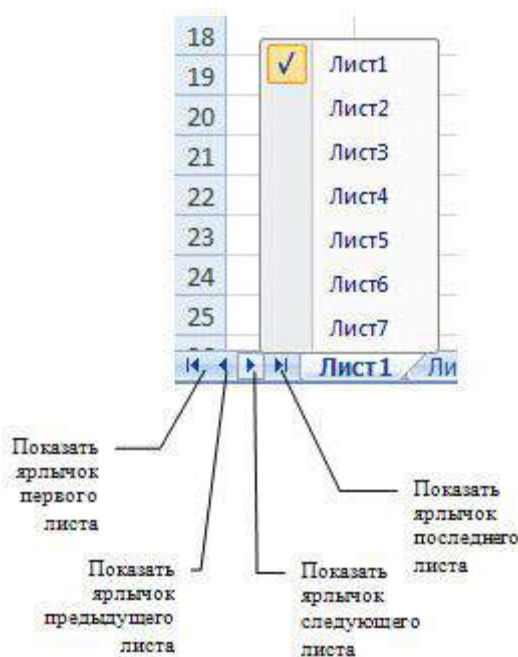 18
19
20
21
22
23
24
25
Лист1
Лист2
Лист3
Лист4
Лист5
Лист6
Лист7
Лист1
Ли
Показать
ярлычок
первого
листа
Показать
ярлычок
предыдущего
листа
Показать
ярлычок
следующего
листа
Показать
ярлычок
последнего
листа